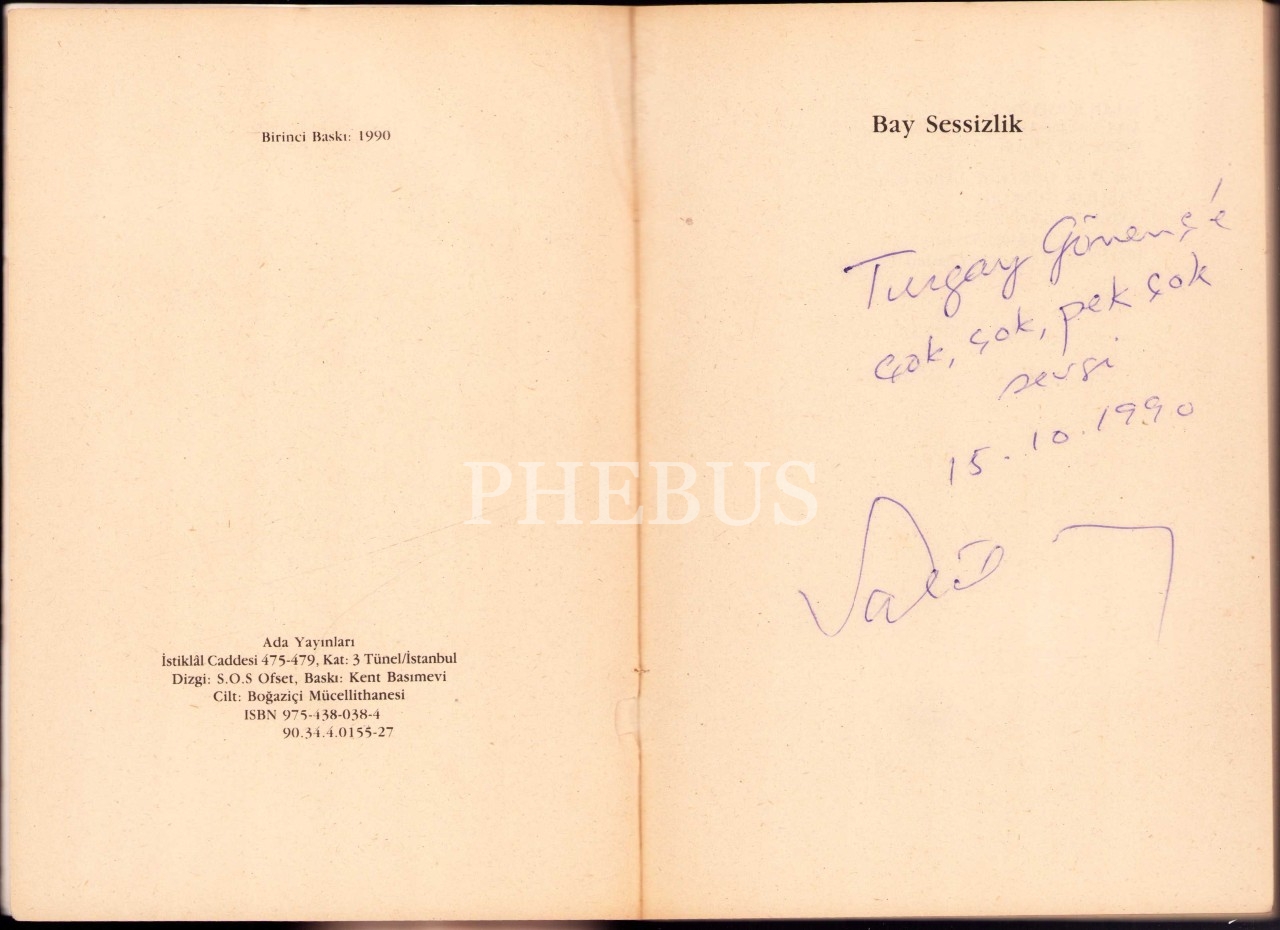 Birinci Baskı: 1990
Ada Yayınları
İstiklâl Caddesi 475-479, Kat: 3 Tünel/İstanbul
Dizgi: S.O.S Ofset, Baskı: Kent Basımevi
Cilt: Boğaziçi Mücellithanesi
ISBN 975-438-038-4
90.34.4.0155-27
Bay Sessizlik
Turgay Gönenç'e
çok, çok, pek çok
sevgi
15.10.1990
PHEBUS